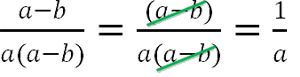 a−b / a(a−b) = (a−b) / a(a−b) = 1 / a